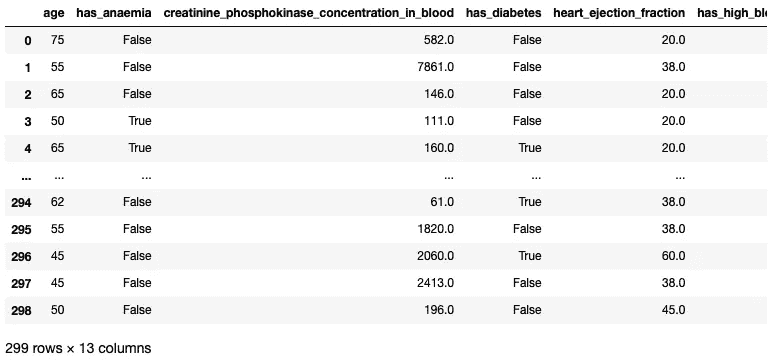 age has_anaemia creatinine_phosphokinase_concentration_in_blood has_diabetes heart_ejection_fraction
0 75 False 582.0 False 20.0
1 55 False 7861.0 False 38.0
2 65 False 146.0 False 20.0
3 50 True 111.0 False 20.0
4 65 True 160.0 True 20.0
... ... ... ... ... ...
294 62 False 61.0 True 38.0
295 55 False 1820.0 False 38.0
296 45 False 2060.0 True 60.0
297 45 False 2413.0 False 38.0
298 50 False 196.0 False 45.0
299 rows × 13 columns